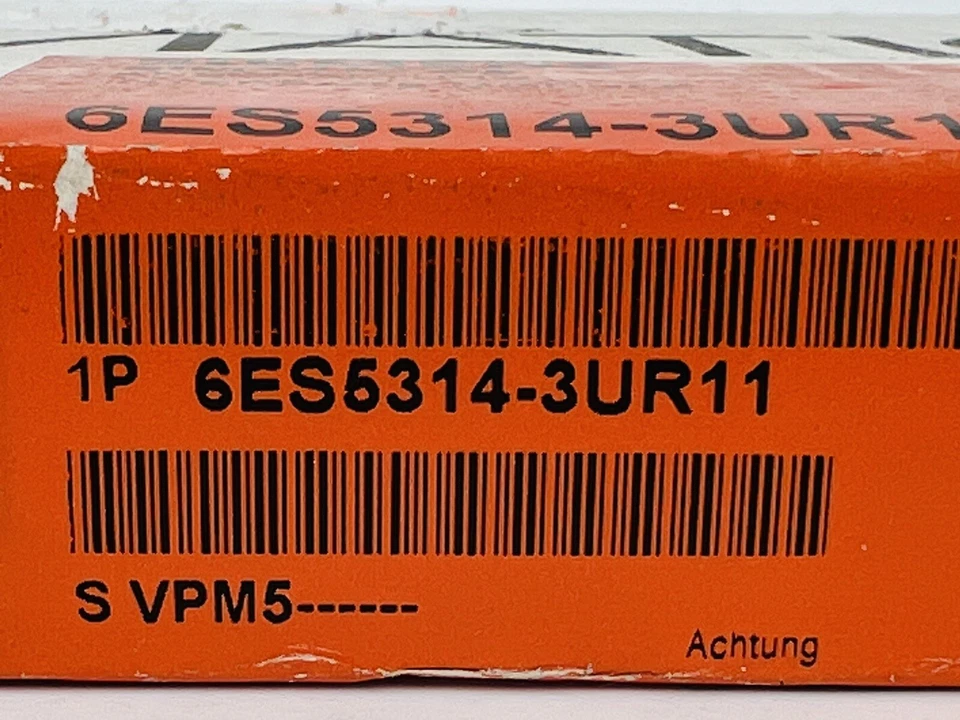 6ES5314-3UR1
1P 6ES5314-3UR11
S VPM5------
Achtung